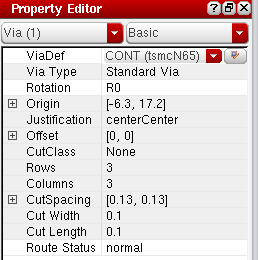 Property Editor
Via (1) Basic
ViaDef CONT (tsmcN65)
Via Type Standard Via
Rotation R0
Origin [-6.3, 17.2]
Justification centerCenter
Offset [0, 0]
CutClass None
Rows 3
Columns 3
CutSpacing [0.13, 0.13]
Cut Width 0.1
Cut Length 0.1
Route Status normal